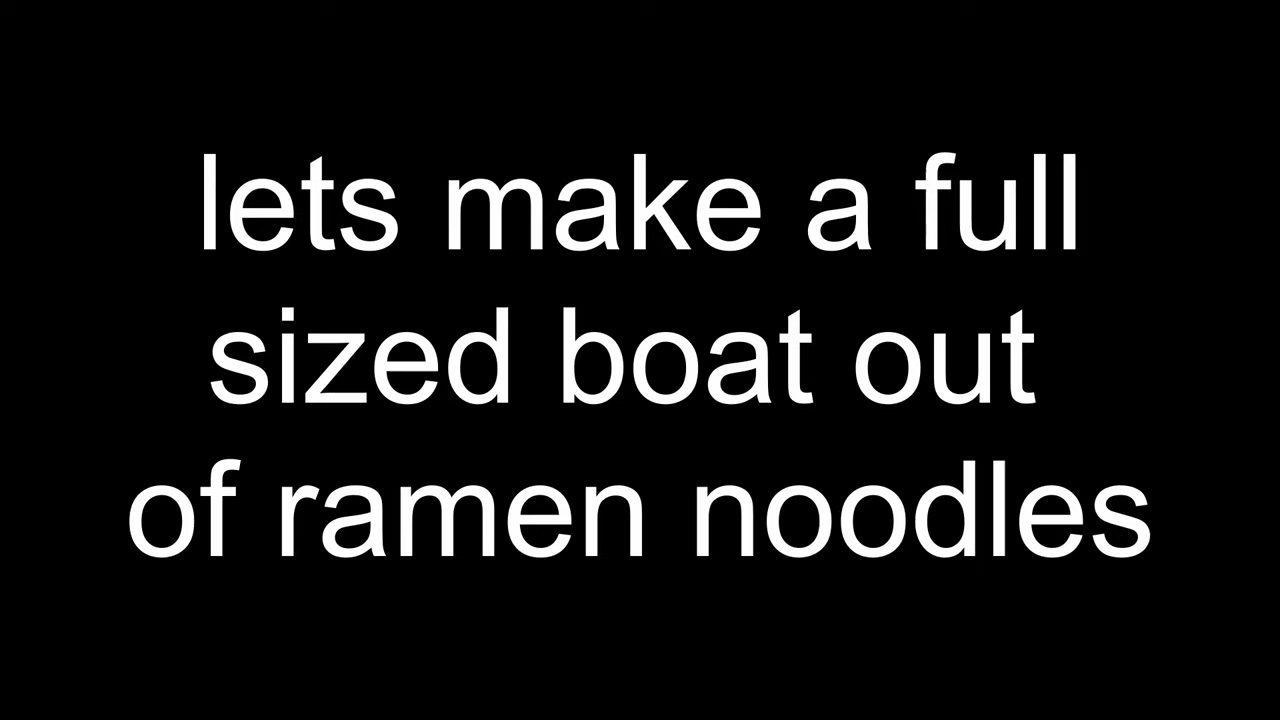 lets make a full
sized boat out
of ramen noodles